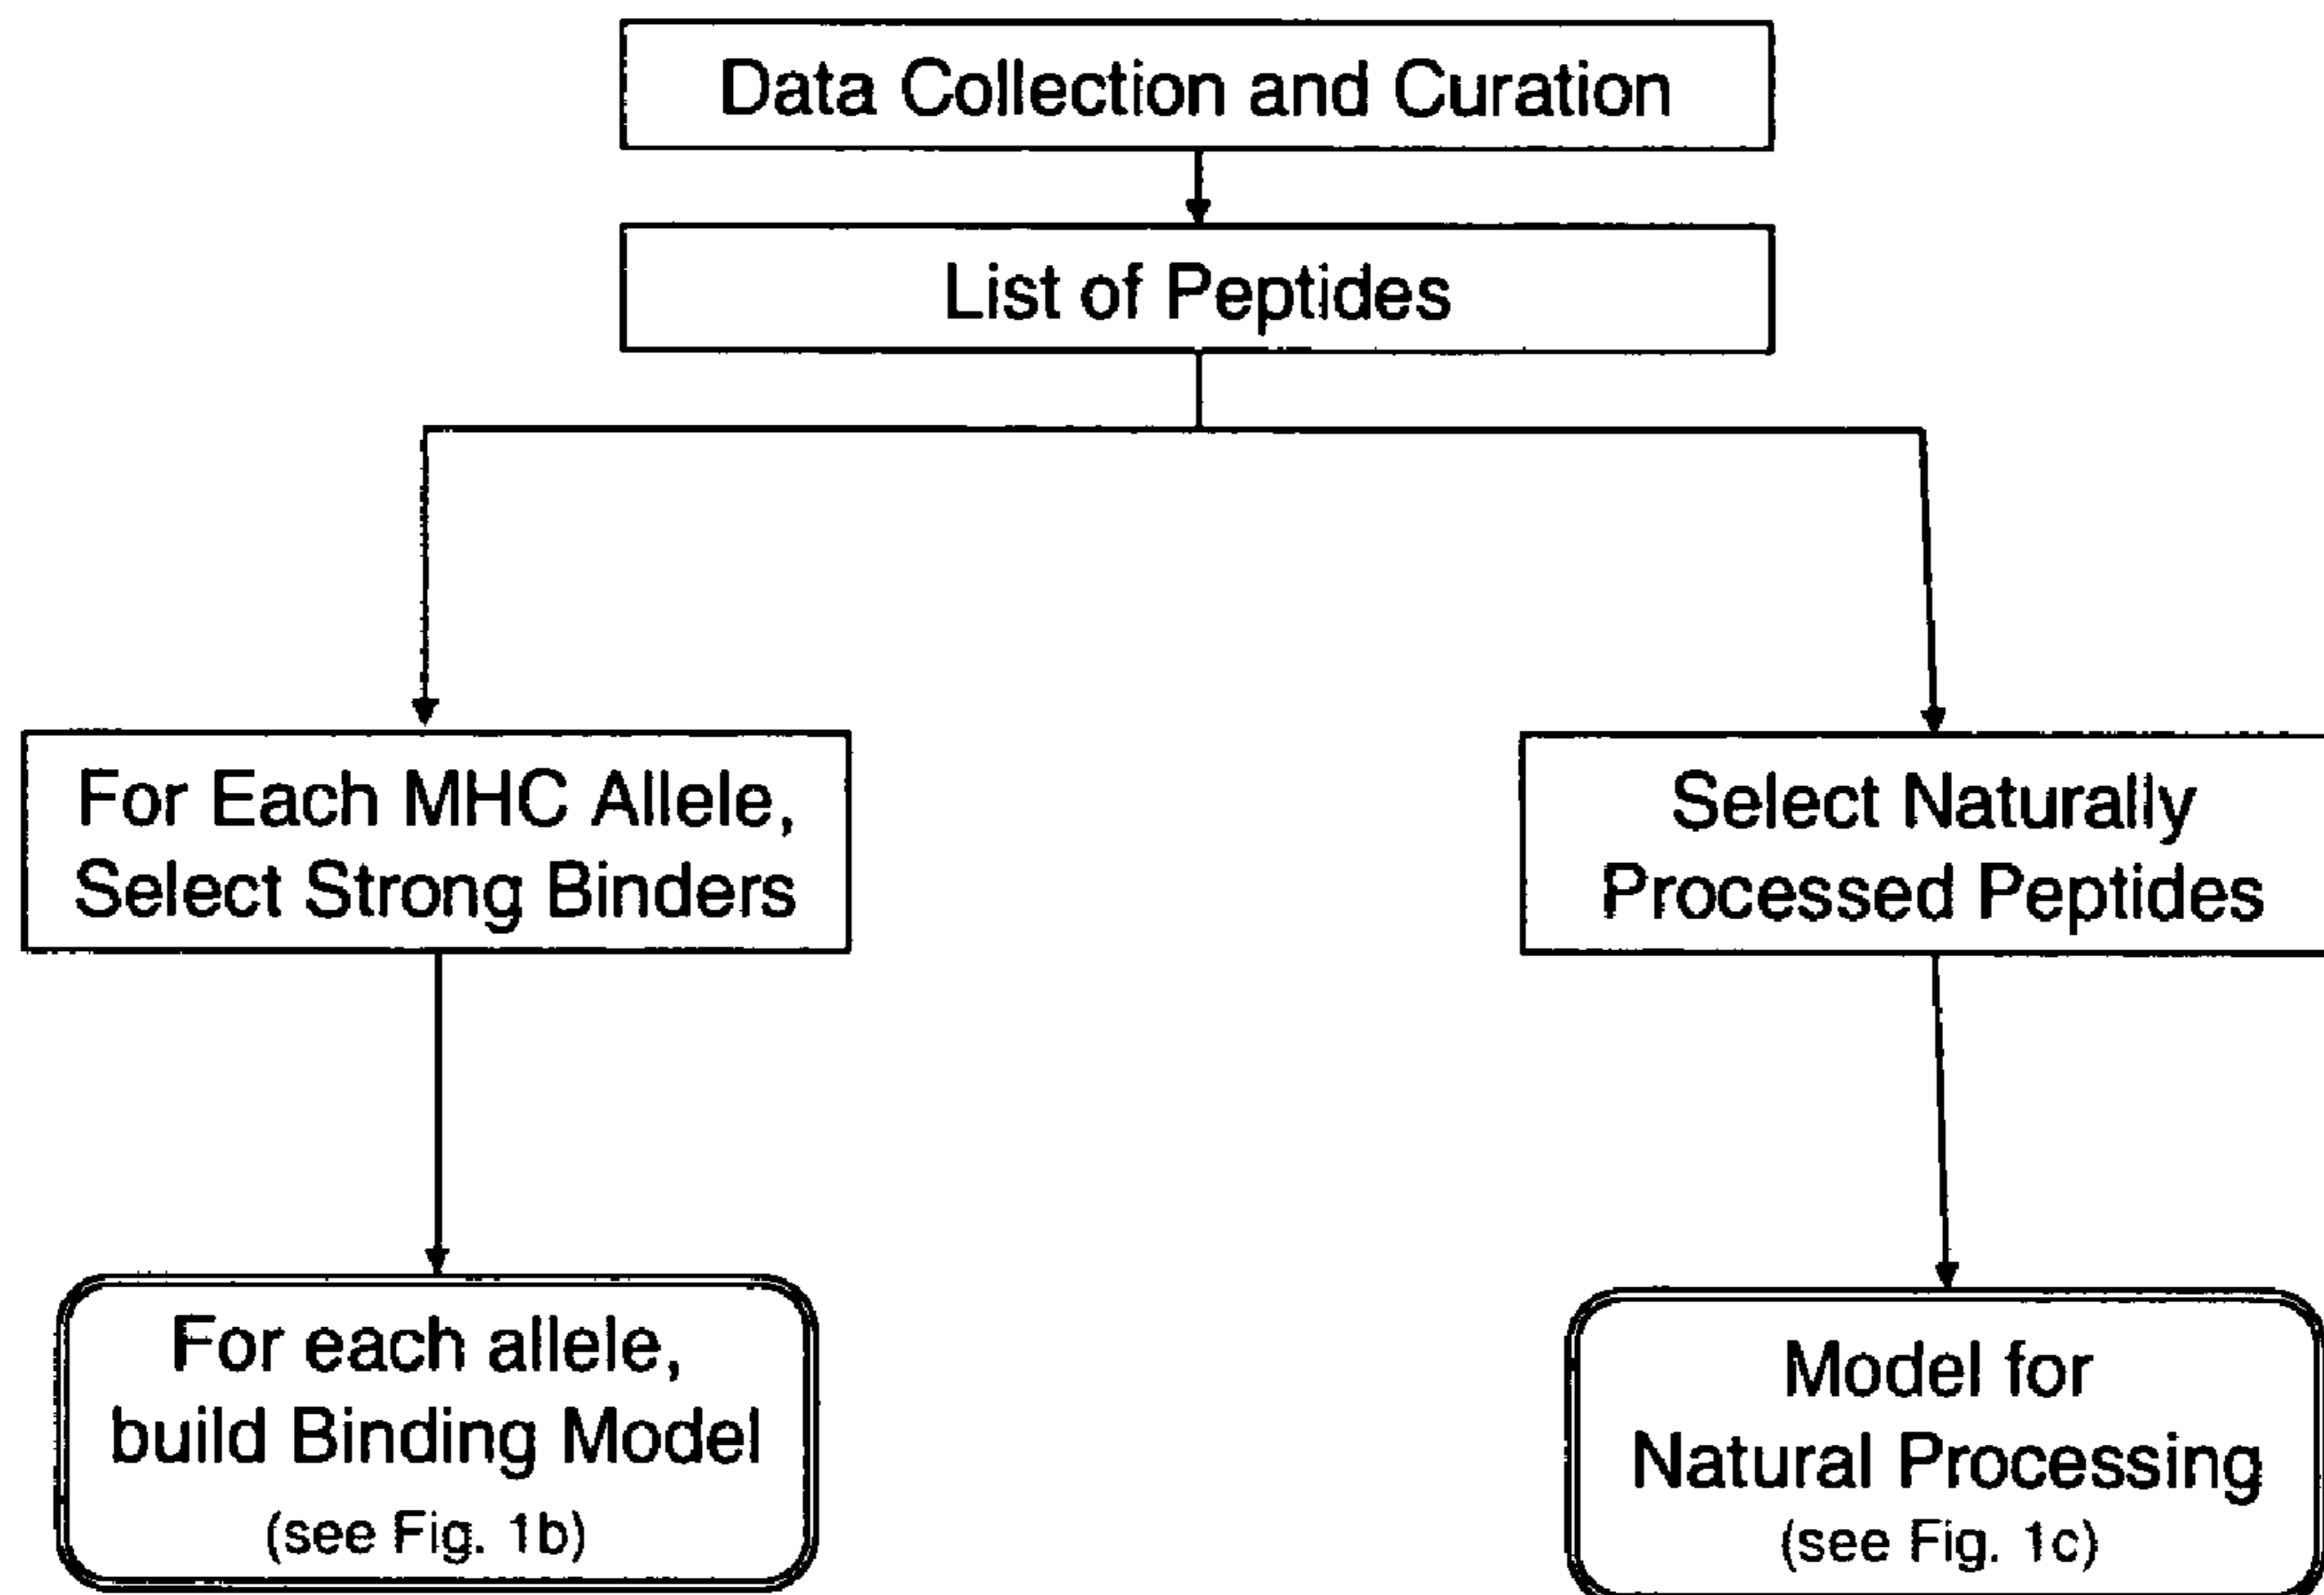 Data Collection and Curation
List of Peptides
For Each MHC Allele,
Select Strong Binders
Select Naturally
Processed Peptides
For each allele,
build Binding Model
(see Fig. 1b)
Model for
Natural Processing
(see Fig. 1c)